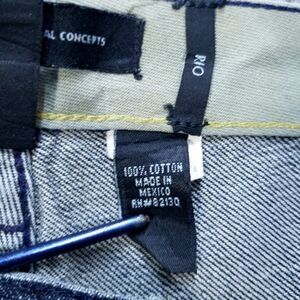 AL CONCEPTS
RIO
100% COTTON
MADE IN
MEXICO
RN#82130